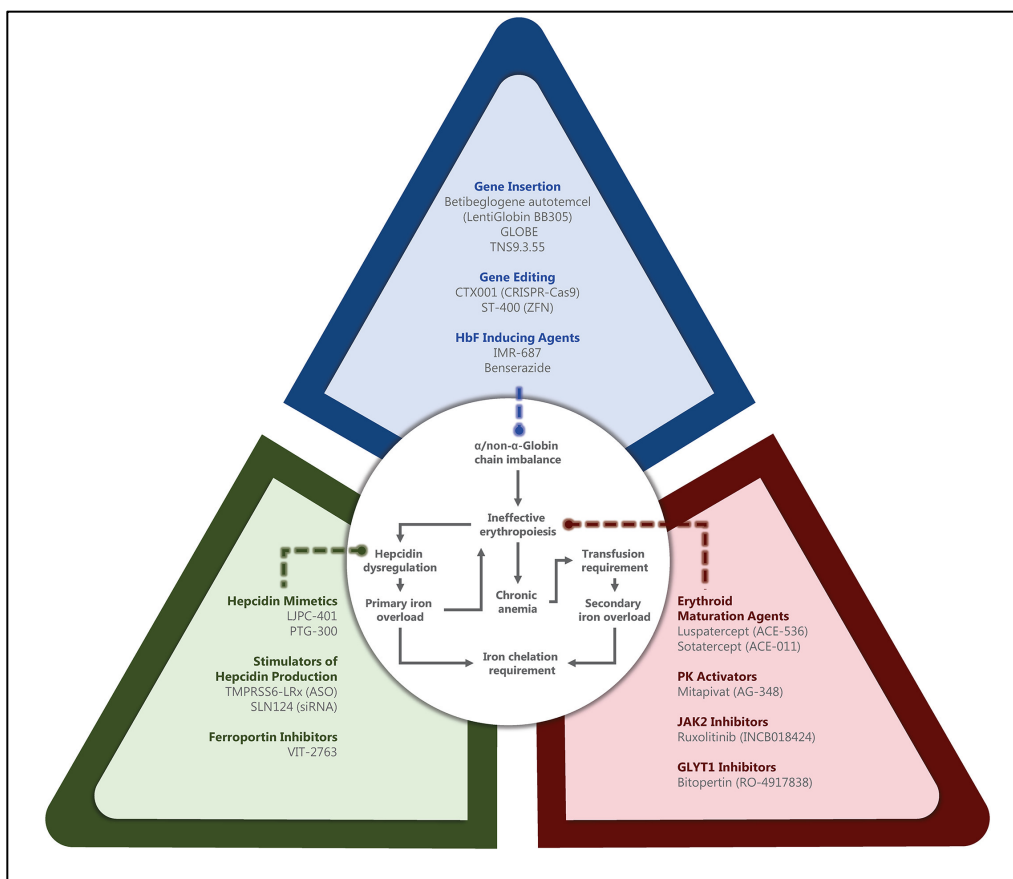 Gene Insertion
Betibeglogene autotemcel
(LentiGlobin BB305)
GLOBE
TNS9.3.55
Gene Editing
CTX001 (CRISPR-Cas9)
ST-400 (ZFN)
HbF Inducing Agents
IMR-687
Benserazide
α/non-α-Globin
chain imbalance
Ineffective
erythropoiesis
Hepcidin
dysregulation
Transfusion
requirement
Chronic
anemia
Primary iron
overload
Secondary
iron overload
Iron chelation
requirement
Hepcidin Mimetics
LJPC-401
PTG-300
Stimulators of
Hepcidin Production
TMPRSS6-LRx (ASO)
SLN124 (siRNA)
Ferroportin Inhibitors
VIT-2763
Erythroid
Maturation Agents
Luspatercept (ACE-536)
Sotatercept (ACE-011)
PK Activators
Mitapivat (AG-348)
JAK2 Inhibitors
Ruxolitinib (INCB018424)
GLYT1 Inhibitors
Bitopertin (RO-4917838)